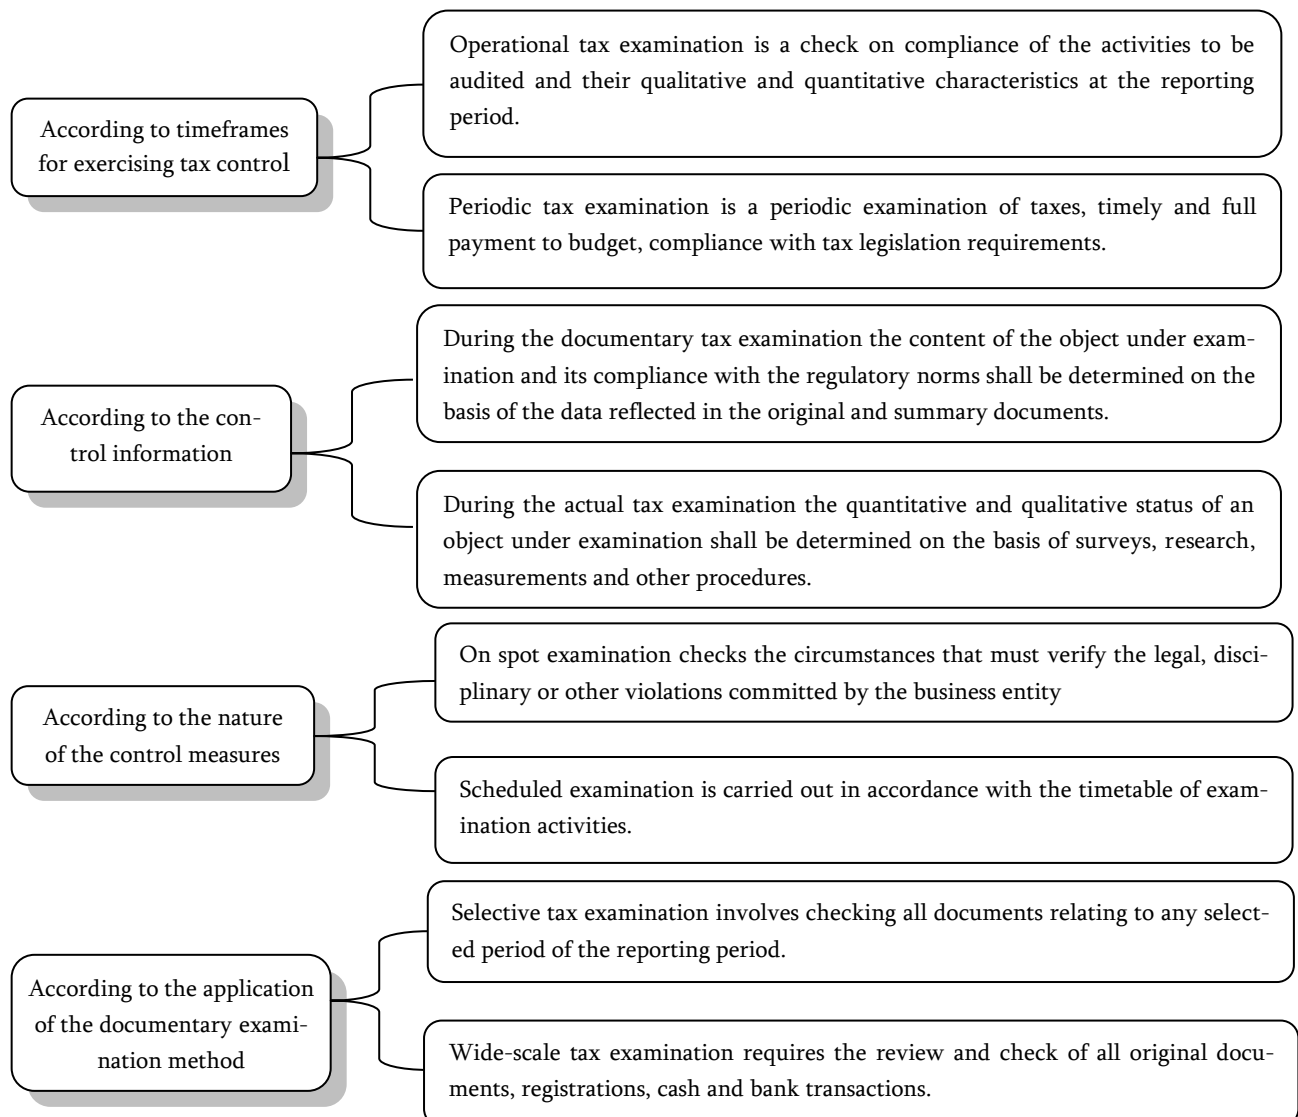 According to timeframes
for exercising tax control
Operational tax examination is a check on compliance of the activities to be
audited and their qualitative and quantitative characteristics at the reporting
period.
Periodic tax examination is a periodic examination of taxes, timely and full
payment to budget, compliance with tax legislation requirements.
According to the con-
trol information
During the documentary tax examination the content of the object under exam-
ination and its compliance with the regulatory norms shall be determined on the
basis of the data reflected in the original and summary documents.
During the actual tax examination the quantitative and qualitative status of an
object under examination shall be determined on the basis of surveys, research,
measurements and other procedures.
According to the nature
of the control measures
On spot examination checks the circumstances that must verify the legal, disci-
plinary or other violations committed by the business entity
Scheduled examination is carried out in accordance with the timetable of exam-
ination activities.
According to the application
of the documentary exami-
nation method
Selective tax examination involves checking all documents relating to any select-
ed period of the reporting period.
Wide-scale tax examination requires the review and check of all original docu-
ments, registrations, cash and bank transactions.